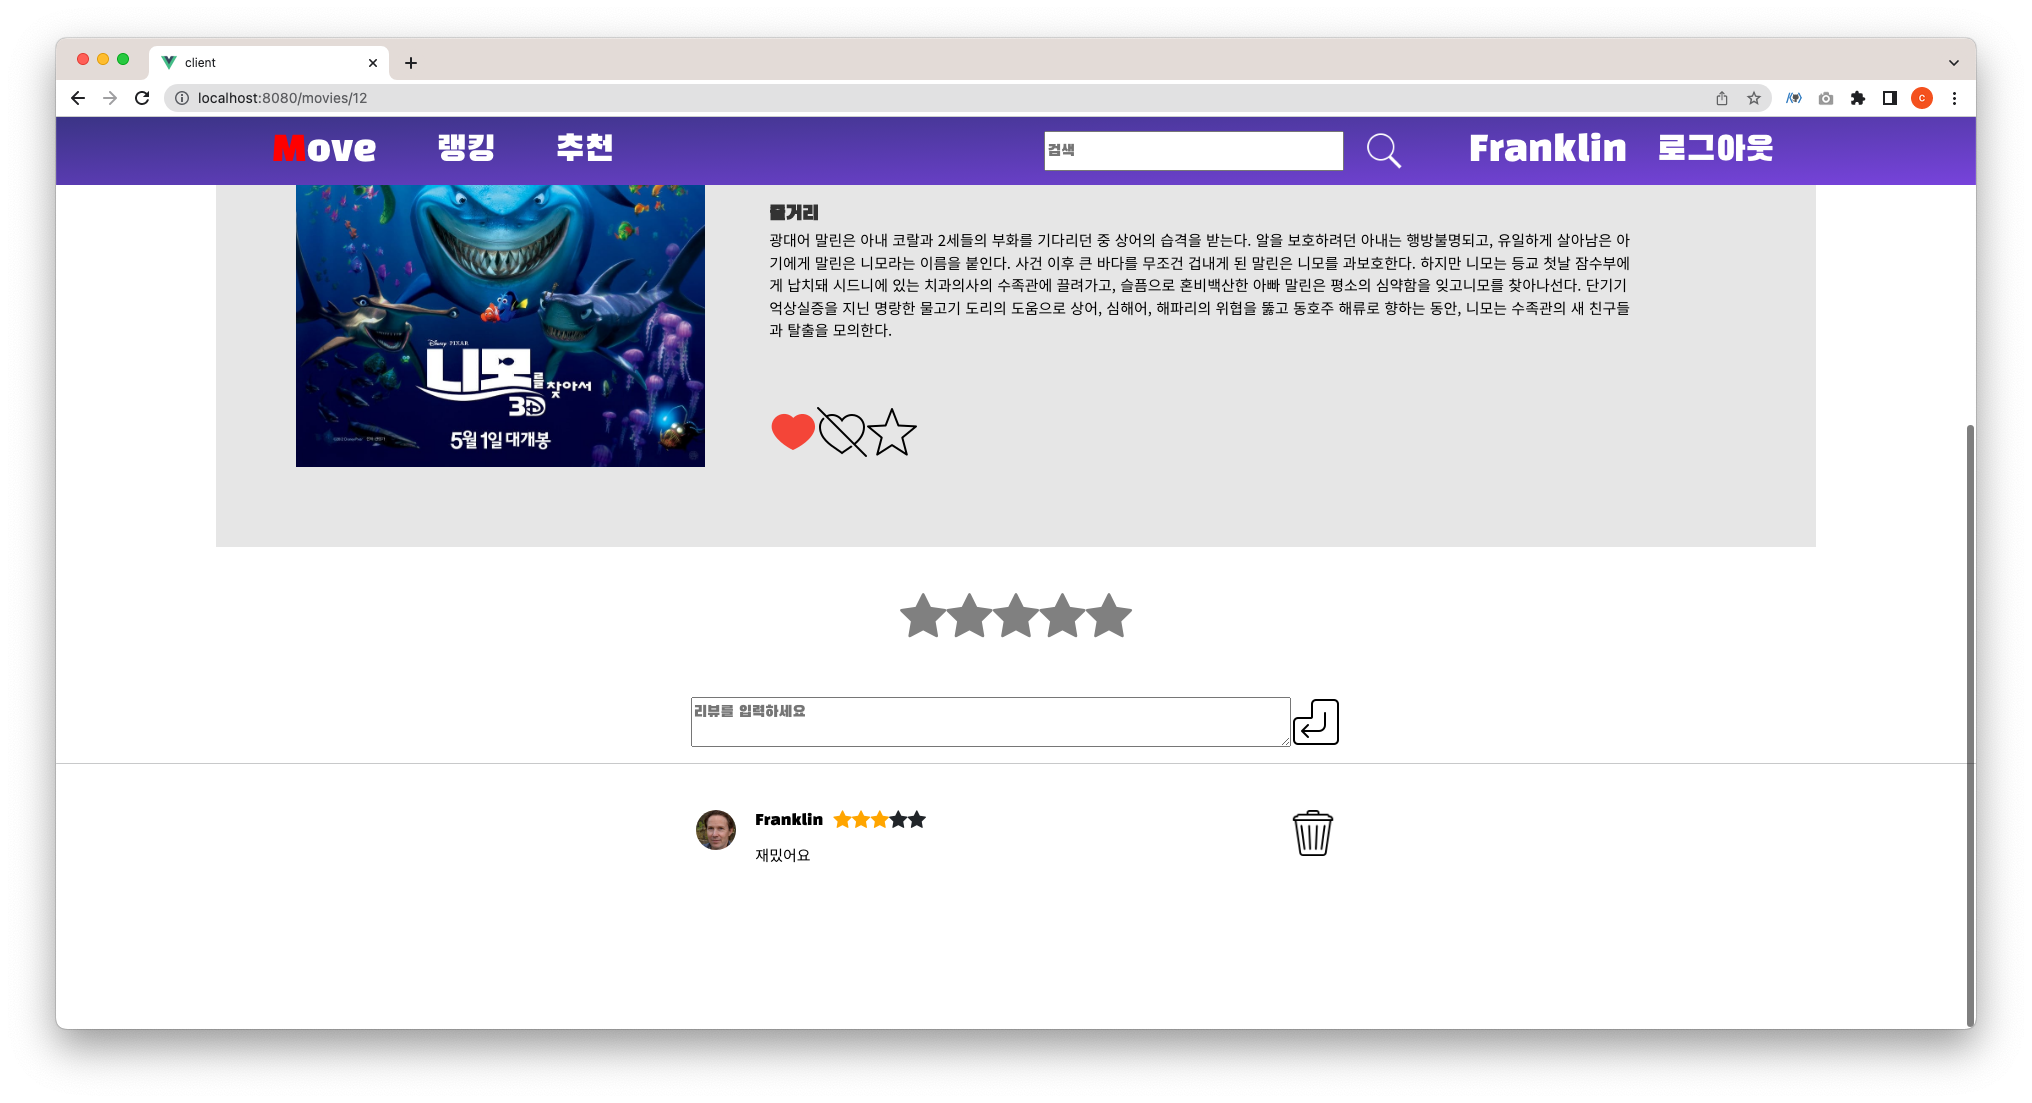 client
localhost:8080/movies/12
C
Move 랭킹 추천 검색 Franklin 로그아웃
줄거리
광대어 말린은 아내 코랄과 2세들의 부화를 기다리던 중 상어의 습격을 받는다. 알을 보호하려던 아내는 행방불명되고, 유일하게 살아남은 아
기에게 말린은 니모라는 이름을 붙인다. 사건 이후 큰 바다를 무조건 겁내게 된 말린은 니모를 과보호한다. 하지만 니모는 등교 첫날 잠수부에
게 납치돼 시드니에 있는 치과의사의 수족관에 끌려가고, 슬픔으로 혼비백산한 아빠 말린은 평소의 심약함을 잊고니모를 찾아나선다. 단기기
억상실증을 지닌 명랑한 물고기 도리의 도움으로 상어, 심해어, 해파리의 위협을 뚫고 동호주 해류로 향하는 동안, 니모는 수족관의 새 친구들
과 탈출을 모의한다.
Disney PIXAR
니모를 찾아서
3D
5월 1일 대개봉
리뷰를 입력하세요
Franklin
재밌어요